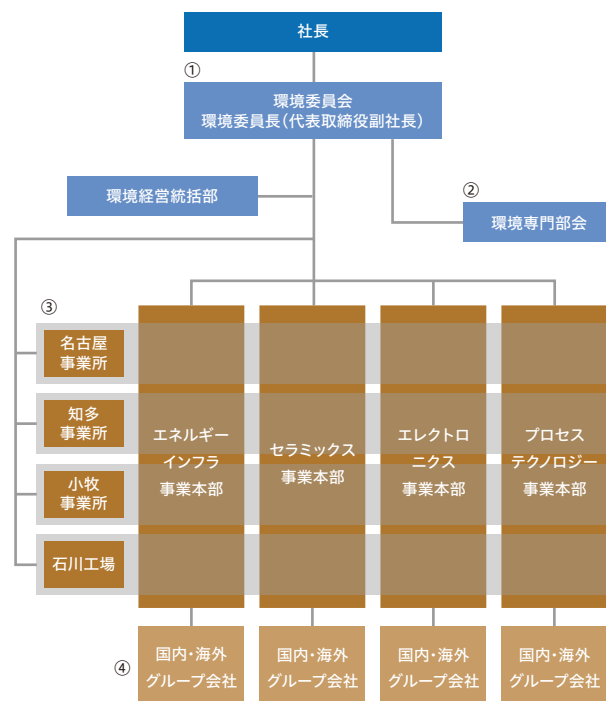 社長
①
環境委員会
環境委員長(代表取締役副社長)
環境経営統括部
②
環境専門部会
③
名古屋
事業所
知多
事業所
小牧
事業所
石川工場
エネルギー
インフラ
事業本部
セラミックス
事業本部
エレクトロ
ニクス
事業本部
プロセス
テクノロジー
事業本部
④
国内・海外
グループ会社
国内・海外
グループ会社
国内・海外
グループ会社
国内・海外
グループ会社